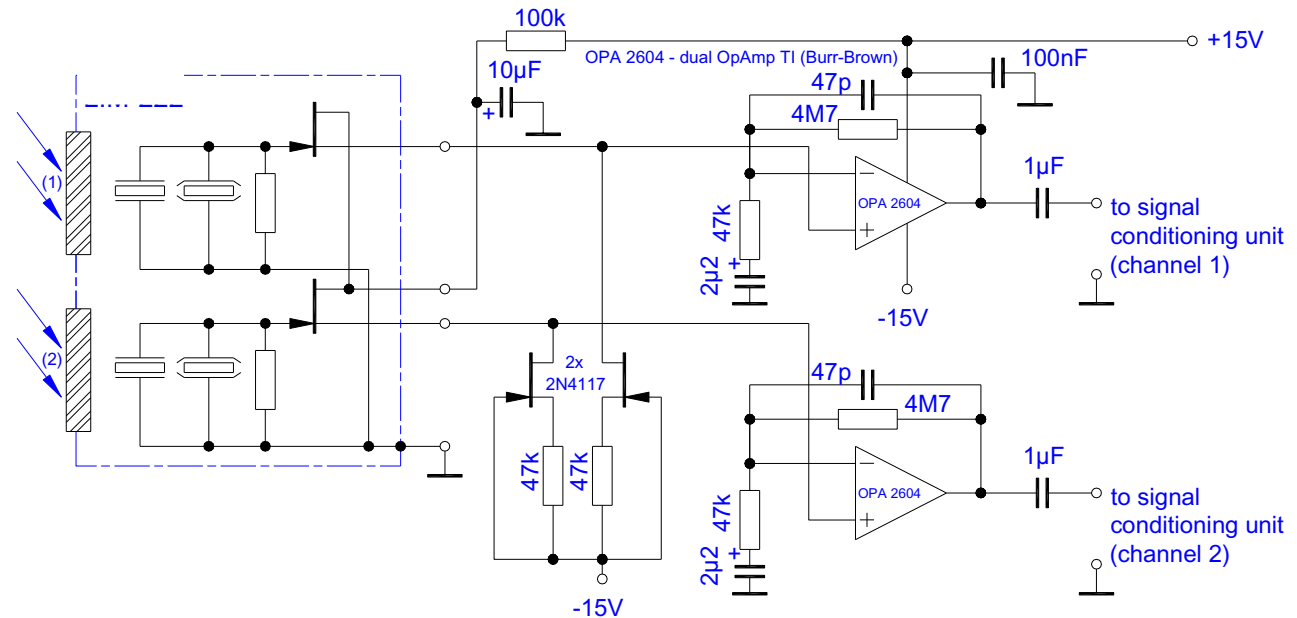 100k
+15V
OPA 2604 - dual OpAmp TI (Burr-Brown)
10µF
+
100nF
47p
4M7
(1)
1µF
−
OPA 2604
+
47k
+
2µ2
to signal
conditioning unit
(channel 1)
-15V
(2)
2x
2N4117
47p
4M7
1µF
47k
47k
−
OPA 2604
+
47k
+
2µ2
to signal
conditioning unit
(channel 2)
-15V